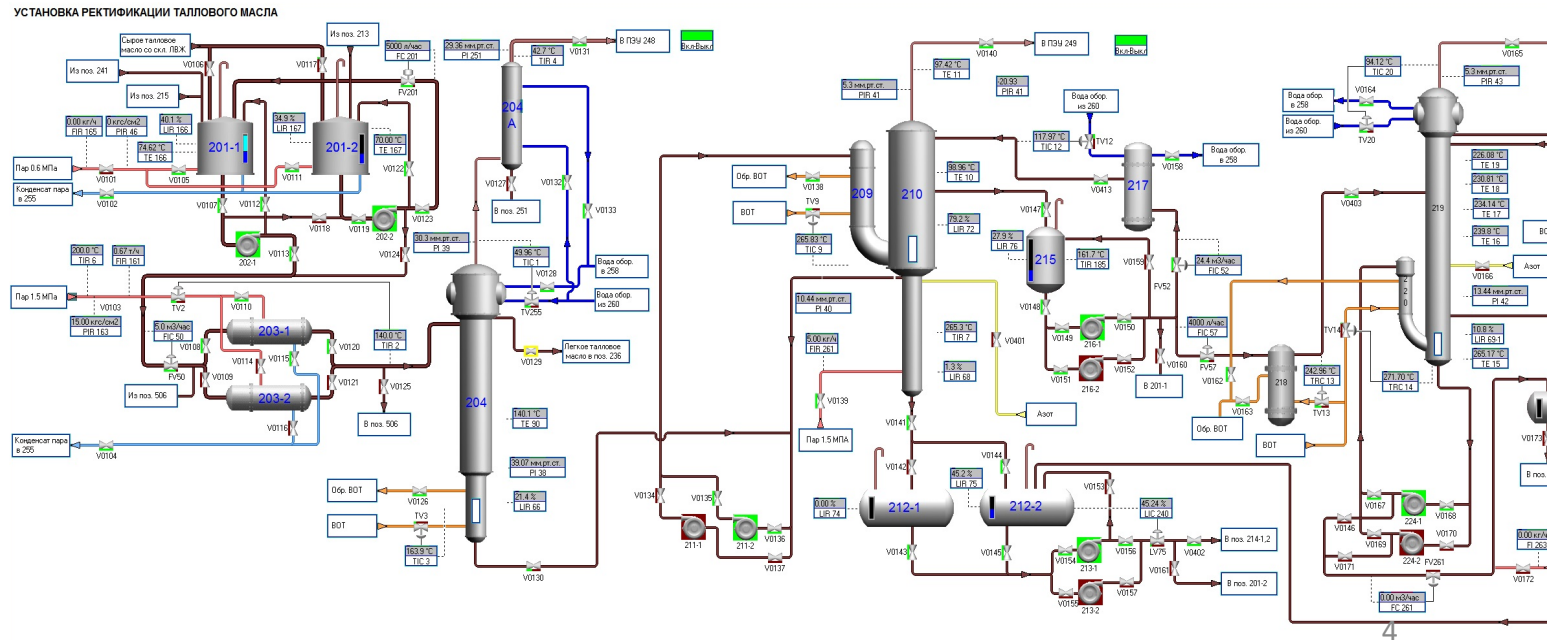 УСТАНОВКА РЕКТИФИКАЦИИ ТАЛЛОВОГО МАСЛА
Сырое талловое
масло со скл. ЛВЖ
Из поз. 213
Из поз. 241
Из поз. 215
V0106
V0117
5000 л/час
FC 201
FV201
0.00 кг/ч
FIR 165
0 кгс/см2
PIR 46
40.1 %
LIR 166
34.9 %
LIR 167
74.62 °C
TE 166
70.00 °C
TE 167
201-1
201-2
Пар 0.6 МПа
V0101
V0105
V0111
V0122
Конденсат пара
в 255
V0102
V0107
V0112
V0118
V0119
V0123
202-1
202-2
V0113
V0124
200.0 °C
TIR 6
0.67 т/ч
FIR 161
Пар 1.5 МПа
V0103
TV2
V0110
15.00 кгс/см2
PIR 163
5.0 м3/час
FIC 50
203-1
V0108
V0114
V0115
V0120
140.0 °C
TIR 2
FV50
V0109
V0121
V0125
Из поз. 506
203-2
V0116
В поз. 506
Конденсат пара
в 255
V0104
29.36 мм.рт.ст.
PI 251
42.7 °C
TIR 4
V0131
В ПЗУ 248
Вкл-Выкл
204
А
V0127
В поз. 251
V0132
V0133
30.3 мм.рт.ст.
PI 39
49.96 °C
TIC 1
V0128
Вода обор.
в 258
Вода обор.
из 260
TV255
Легкое талловое
масло в поз. 236
V0129
204
140.1 °C
TE 90
39.07 мм.рт.ст.
PI 38
21.4 %
LIR 66
Обр. ВОТ
V0126
ВОТ
TV3
163.9 °C
TIC 3
V0130
5.3 мм.рт.ст.
PIR 41
97.42 °C
TE 11
V0140
В ПЗУ 249
Вкл-Выкл
-20.93
PIR 41
Вода обор.
из 260
117.97 °C
TIC 12
TV12
V0158
Вода обор.
в 258
217
V0413
Обр. ВОТ
V0138
ВОТ
TV9
209
210
98.96 °C
TE 10
79.2 %
LIR 72
265.83 °C
TIC 9
V0147
27.9 %
LIR 76
215
161.7 °C
TIR 185
V0159
FV52
24.4 м3/час
FIC 52
10.44 мм.рт.ст.
PI 40
265.3 °C
TIR 7
V0401
V0148
V0149
216-1
V0150
V0151
216-2
V0152
V0160
В 201-1
4000 л/час
FIC 57
FV57
5.00 кг/час
FIR 261
1.3 %
LIR 68
V0139
Пар 1.5 МПА
Азот
V0141
V0142
V0144
0.00 %
LIR 74
212-1
45.2 %
LIR 75
212-2
V0153
45.24 %
LIC 240
V0143
V0145
V0154
213-1
V0156
LV75
V0402
В поз. 214-1,2
V0155
213-2
V0157
V0161
В поз. 201-2
V0134
V0135
211-1
211-2
V0136
V0137
94.12 °C
TIC 20
V0165
5.3 мм.рт.ст.
PIR 43
Вода обор.
в 258
V0164
Вода обор.
из 260
TV20
226.08 °C
TE 19
230.81 °C
TE 18
219
234.14 °C
TE 17
239.8 °C
TE 16
V0403
Азот
V0166
220
13.44 мм.рт.ст.
PI 42
TV14
10.8 %
LIR 69-1
265.17 °C
TE 15
V0162
218
242.96 °C
TRC 13
271.70 °C
TRC 14
V0163
TV13
Обр. ВОТ
ВОТ
V0173
В поз.
V0146
V0167
224-1
V0168
V0169
224-2
V0170
V0171
FV261
0.00 кг/
FI 263
V0172
0.00 м3/час
FC 261
4